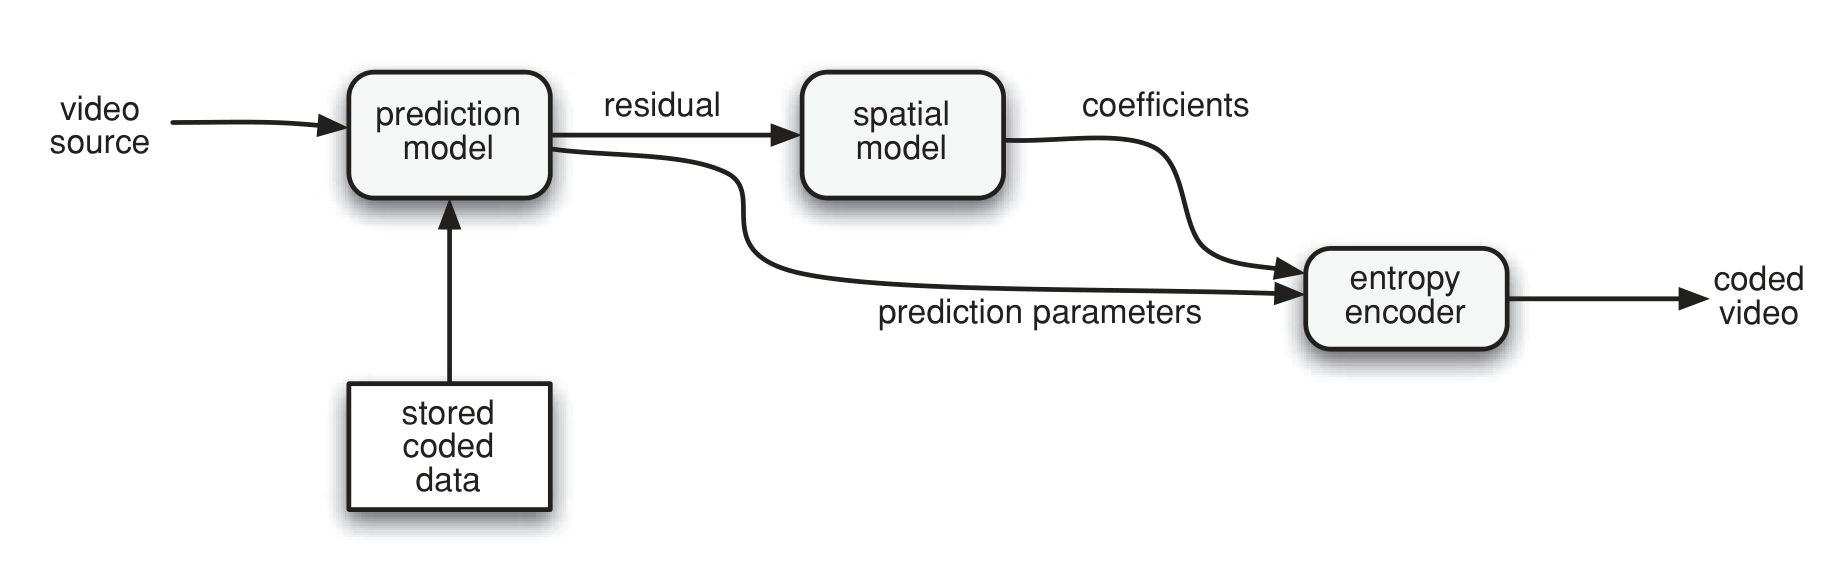 video
source
prediction
model
residual
spatial
model
coefficients
prediction parameters
entropy
encoder
coded
video
stored
coded
data